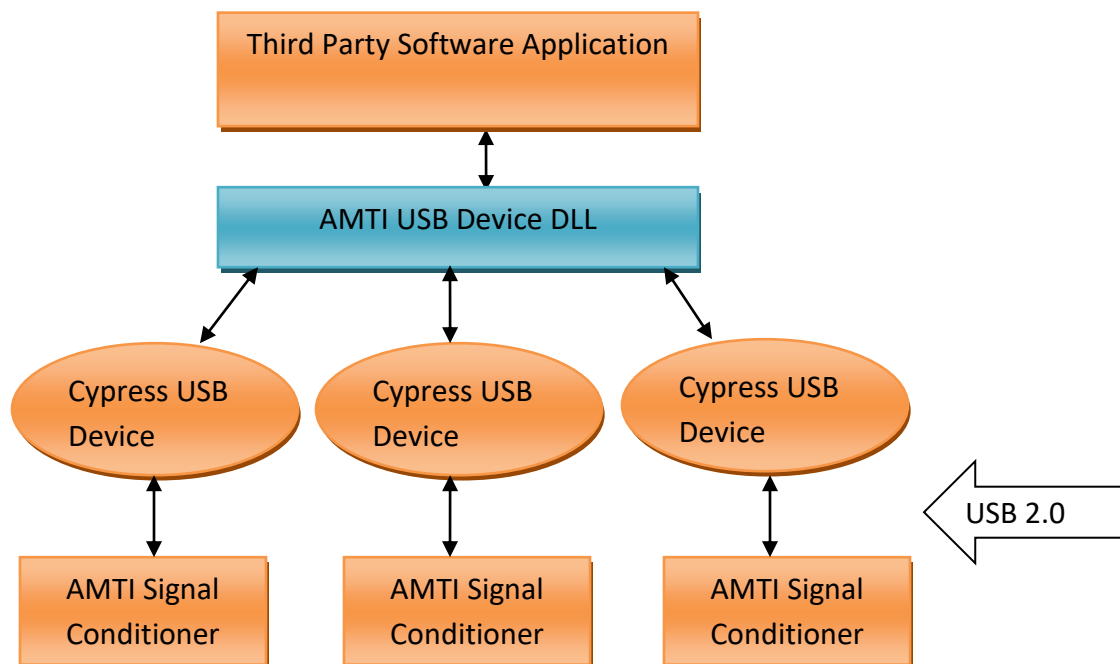 Third Party Software Application
AMTI USB Device DLL
Cypress USB
Device
Cypress USB
Device
Cypress USB
Device
USB 2.0
AMTI Signal
Conditioner
AMTI Signal
Conditioner
AMTI Signal
Conditioner